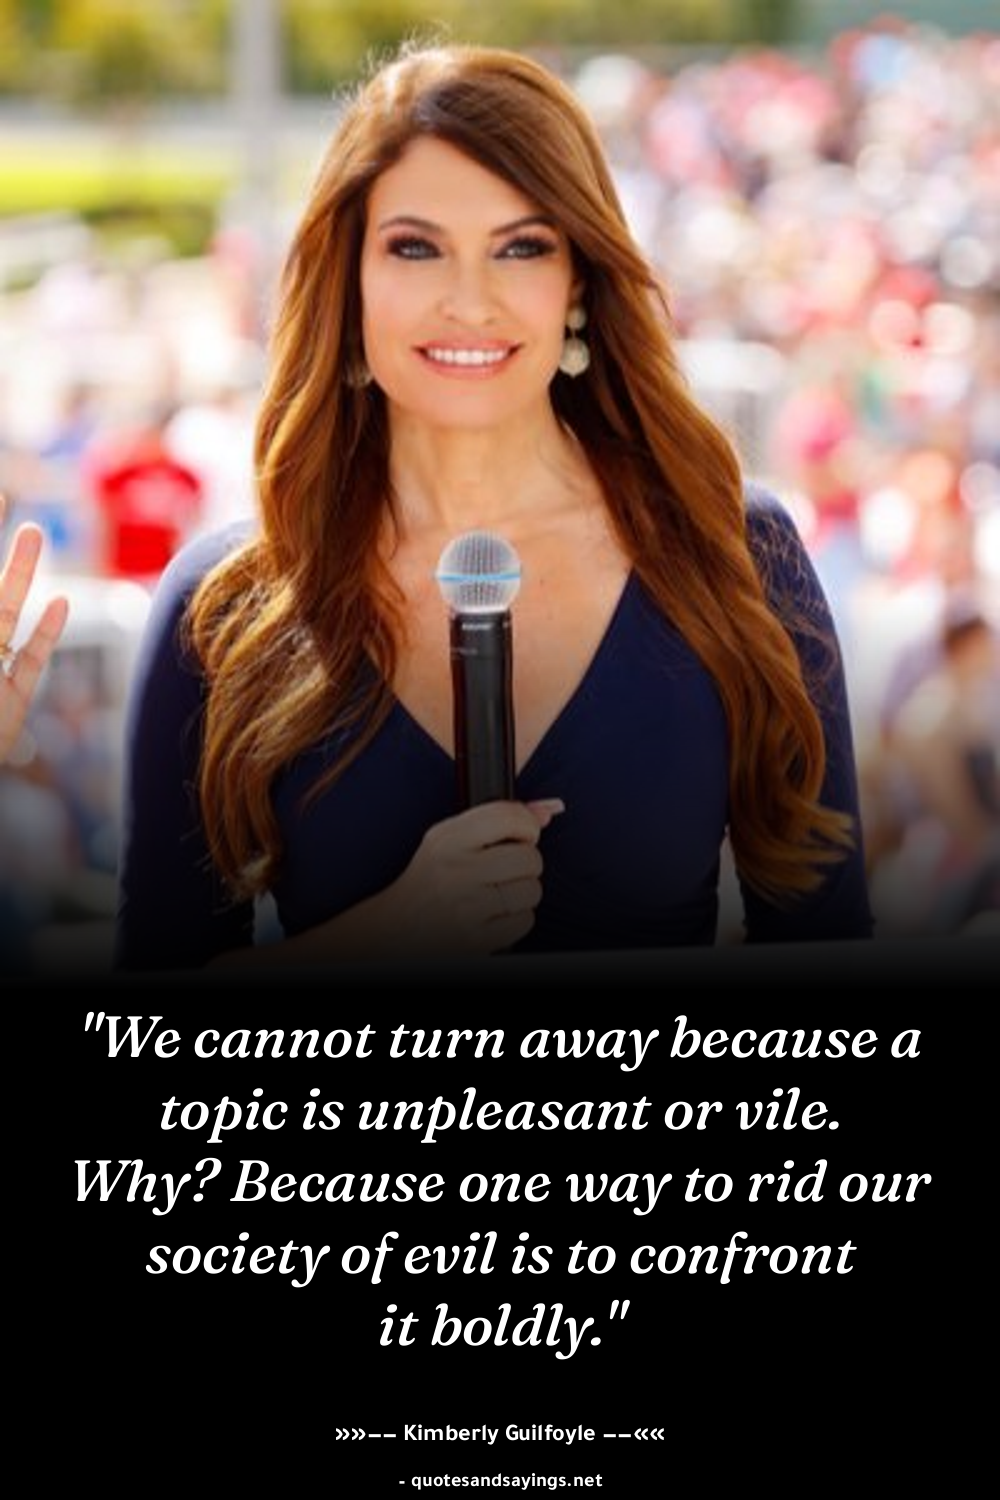 "We cannot turn away because a
topic is unpleasant or vile.
Why? Because one way to rid our
society of evil is to confront
it boldly."
»»–– Kimberly Guilfoyle ––««
- quotesandsayings.net